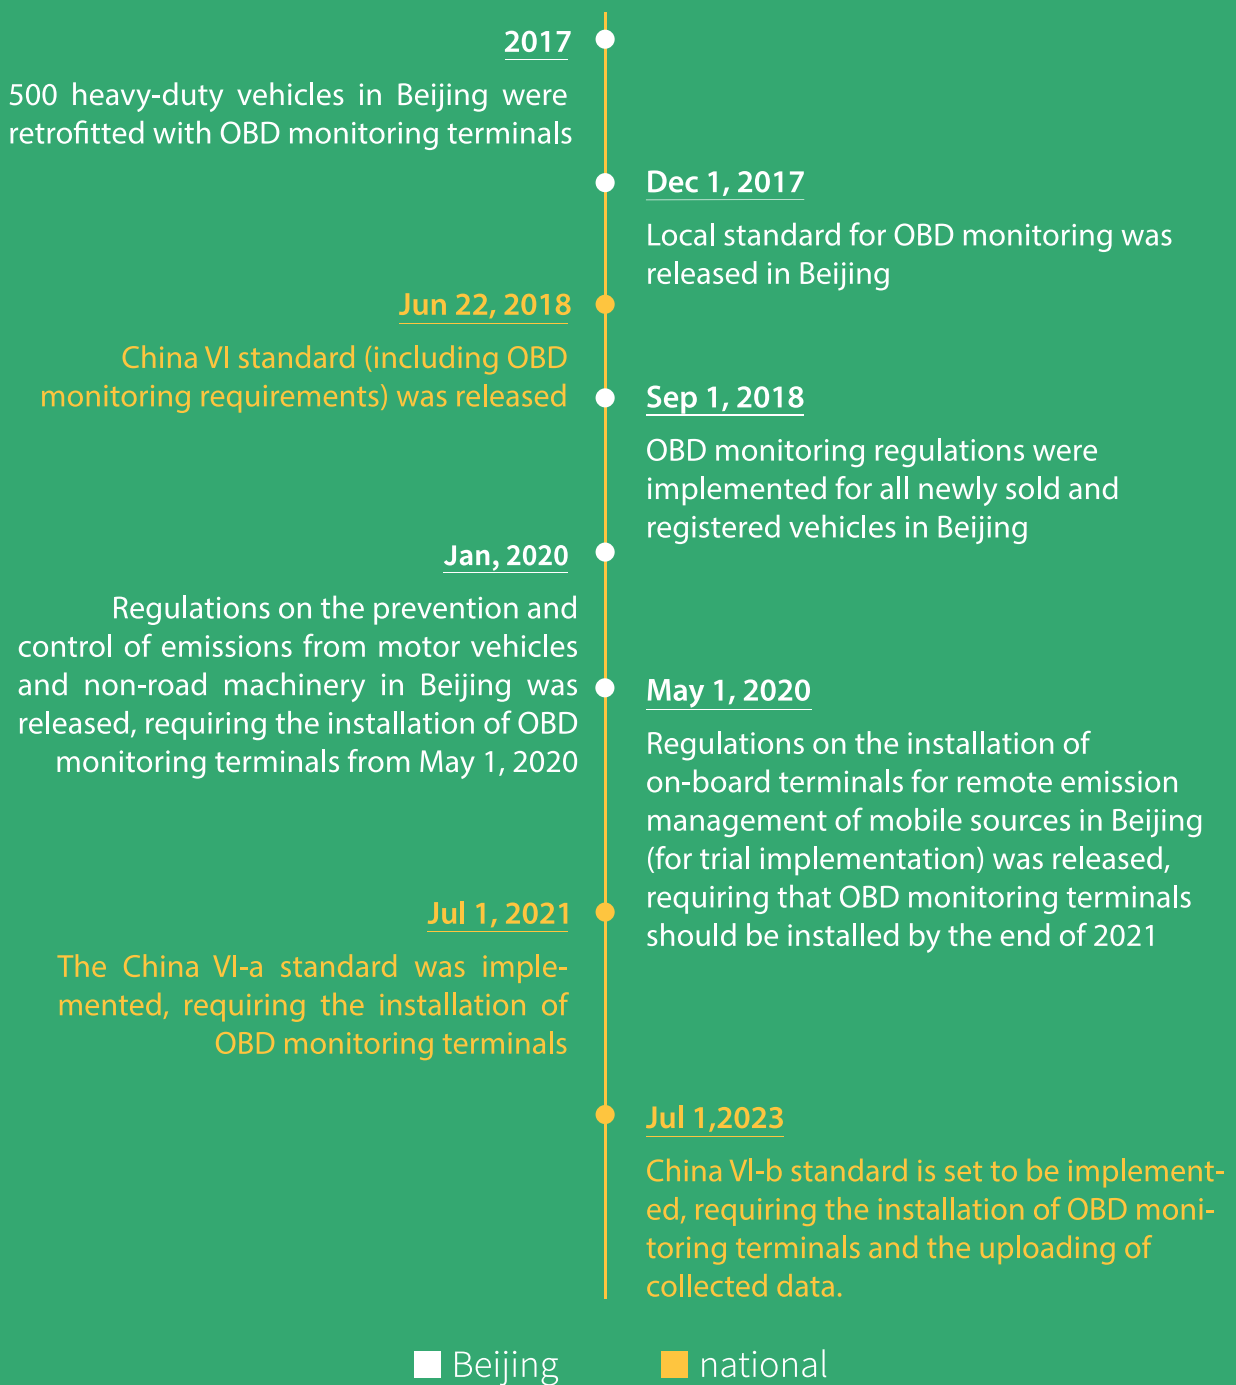 2017
500 heavy-duty vehicles in Beijing were
retrofitted with OBD monitoring terminals
Dec 1, 2017
Local standard for OBD monitoring was
released in Beijing
Jun 22, 2018
China VI standard (including OBD
monitoring requirements) was released
Sep 1, 2018
OBD monitoring regulations were
implemented for all newly sold and
registered vehicles in Beijing
Jan, 2020
Regulations on the prevention and
control of emissions from motor vehicles
and non-road machinery in Beijing was
released, requiring the installation of OBD
monitoring terminals from May 1, 2020
May 1, 2020
Regulations on the installation of
on-board terminals for remote emission
management of mobile sources in Beijing
(for trial implementation) was released,
requiring that OBD monitoring terminals
should be installed by the end of 2021
Jul 1, 2021
The China VI-a standard was imple-
mented, requiring the installation of
OBD monitoring terminals
Jul 1,2023
China Vl-b standard is set to be implement-
ed, requiring the installation of OBD moni-
toring terminals and the uploading of
collected data.
Beijing
national